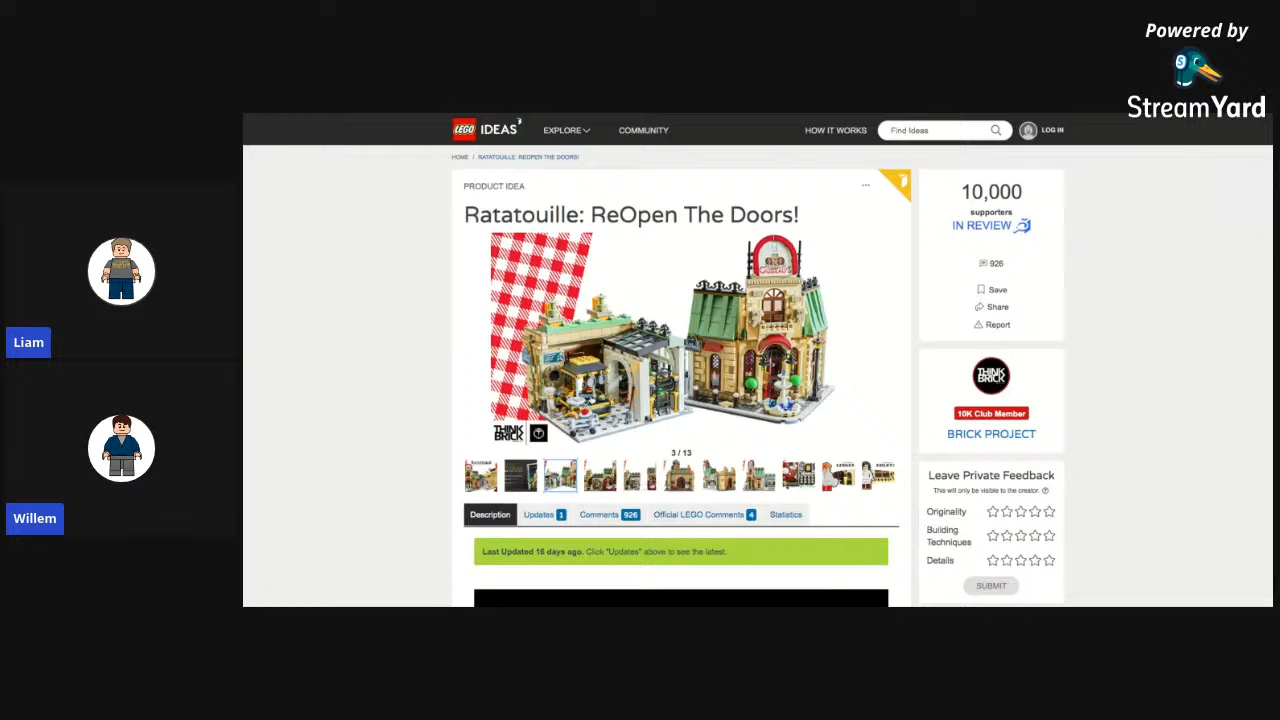 Powered by
StreamYard
LEGO IDEAS
EXPLORE
COMMUNITY
HOW IT WORKS
Find Ideas
LOG IN
HOME / RATATOUILLE: REOPEN THE DOORS!
PRODUCT IDEA
...
Ratatouille: ReOpen The Doors!
THINK
BRICK
3 / 13
Description
Updates 1
Comments 926
Official LEGO Comments 4
Statistics
Last Updated 16 days ago. Click "Updates" above to see the latest.
10,000
supporters
IN REVIEW
926
Save
Share
Report
THINK
BRICK
10K Club Member
BRICK PROJECT
Leave Private Feedback
This will only be visible to the creator.
Originality
Building
Techniques
Details
SUBMIT
Liam
Willem